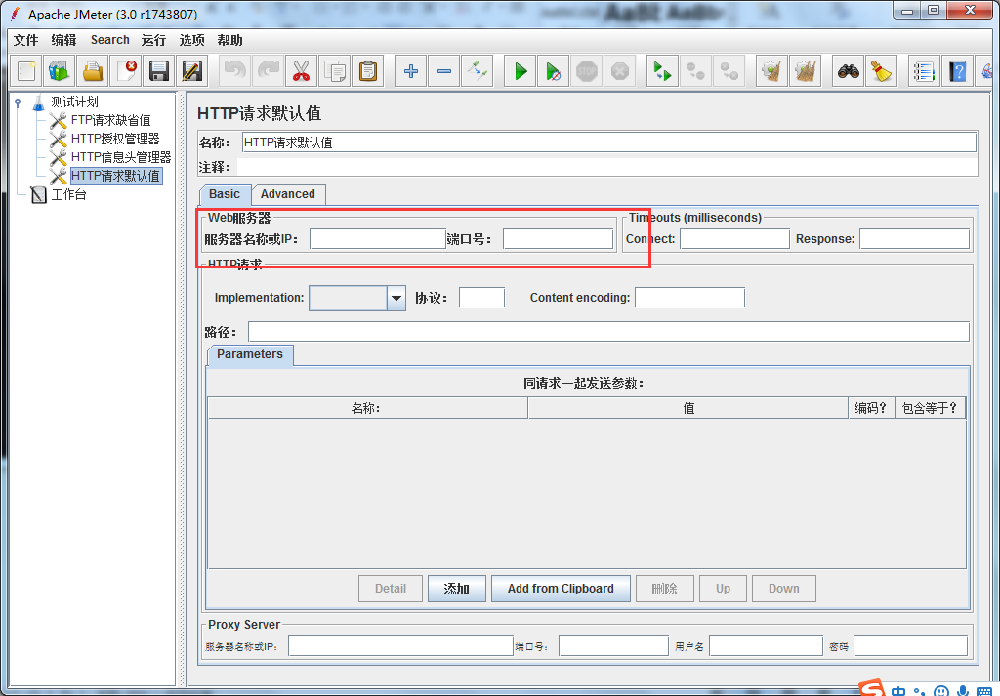 Apache JMeter (3.0 r1743807)
文件 编辑 Search 运行 选项 帮助
STOP
测试计划
FTP请求缺省值
HTTP授权管理器
HTTP信息头管理器
HTTP请求默认值
工作台
HTTP请求默认值
名称： HTTP请求默认值
注释：
Basic Advanced
Web服务器 Timeouts (milliseconds)
服务器名称或IP： 端口号： Connect: Response:
HTTP请求
Implementation: 协议： Content encoding:
路径：
Parameters
同请求一起发送参数：
名称： 值 编码？ 包含等于？
Detail 添加 Add from Clipboard 删除 Up Down
Proxy Server
服务器名称或IP： 端口号： 用户名 密码
中